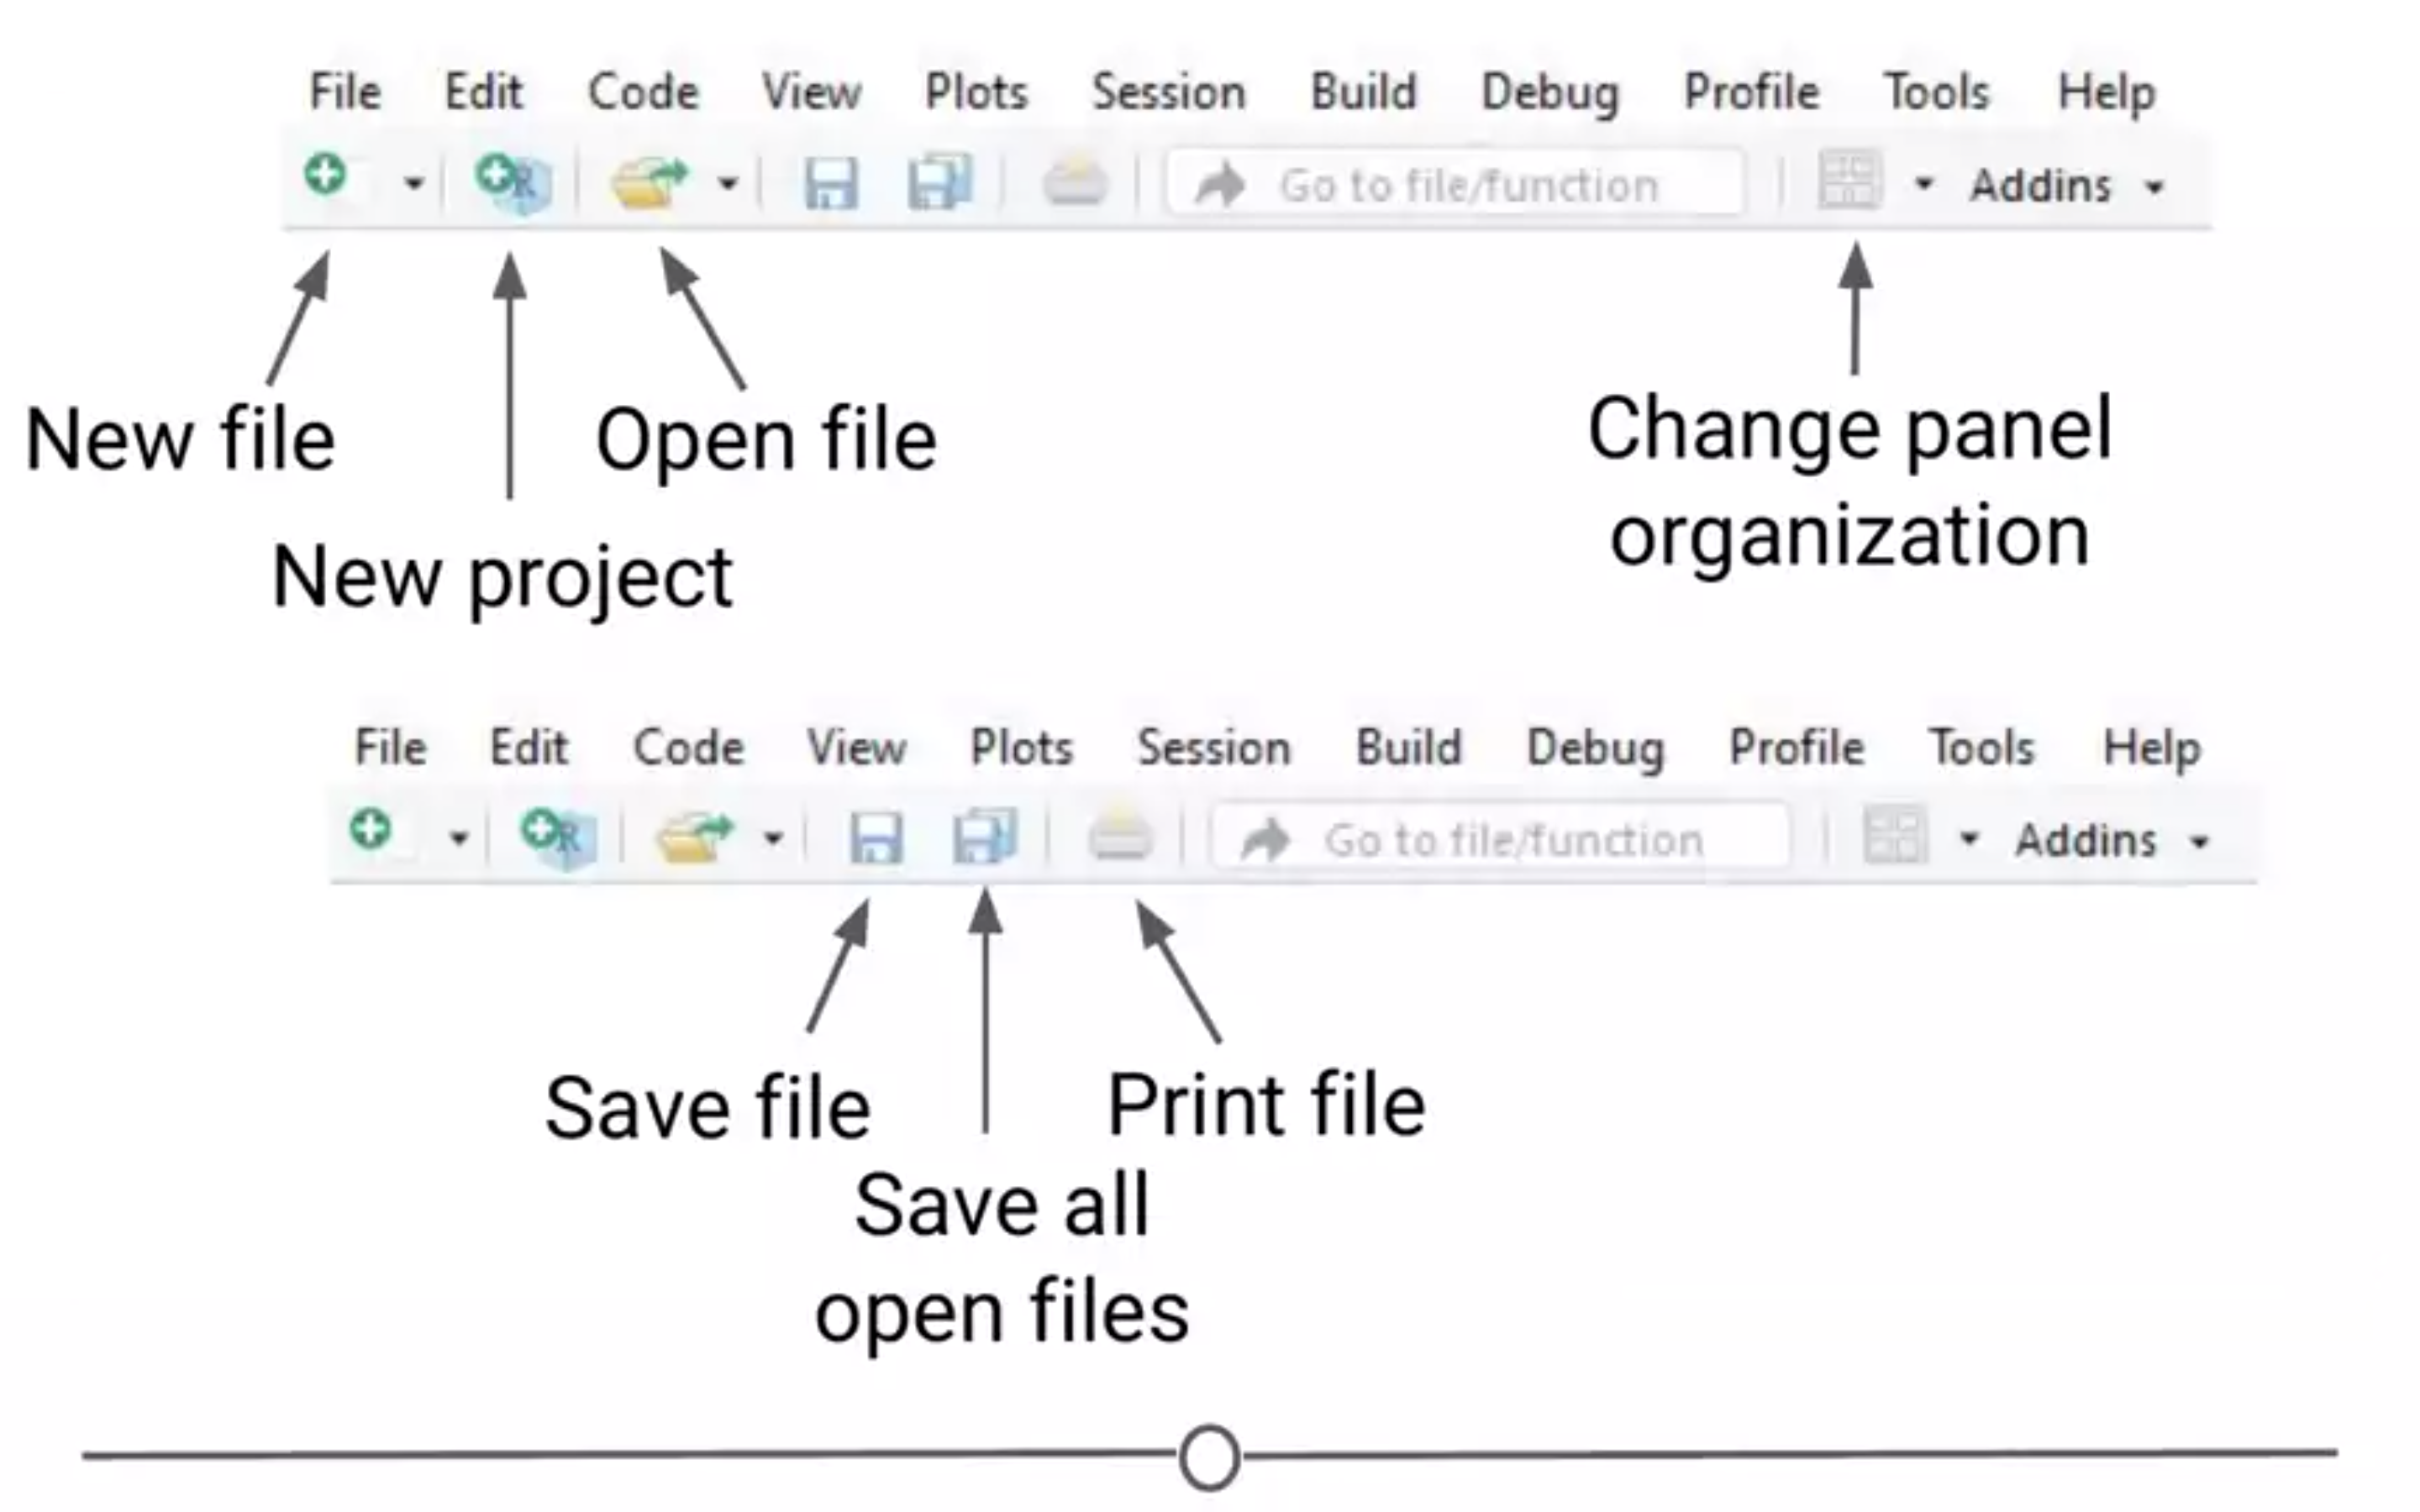 File Edit Code View Plots Session Build Debug Profile Tools Help
R Go to file/function Addins
New file Open file
New project
Change panel
organization
File Edit Code View Plots Session Build Debug Profile Tools Help
R Go to file/function Addins
Save file Print file
Save all
open files